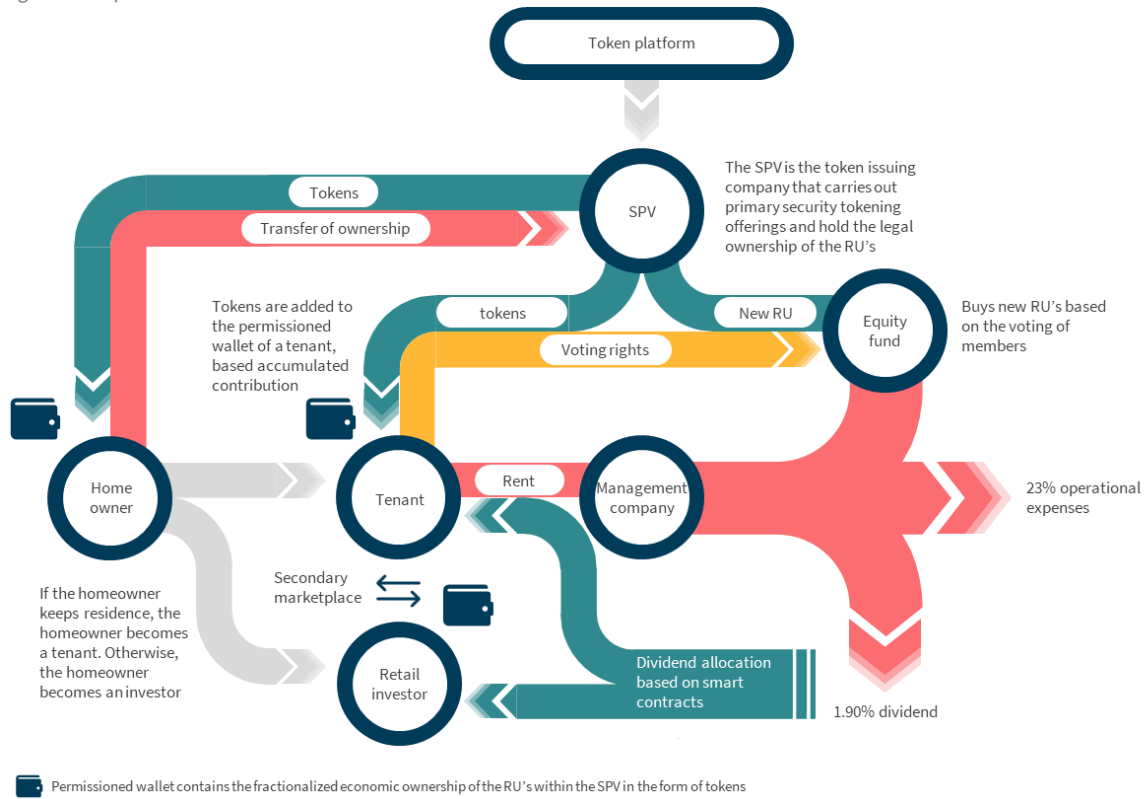 Token platform
SPV
The SPV is the token issuing
company that carries out
primary security tokening
offerings and hold the legal
ownership of the RU's
Tokens
Transfer of ownership
Tokens are added to
the permissioned
wallet of a tenant,
based accumulated
contribution
tokens
Voting rights
New RU
Equity
fund
Buys new RU's based
on the voting of
members
Home
owner
Tenant
Rent
Management
company
23% operational
expenses
If the homeowner
keeps residence, the
homeowner becomes
a tenant. Otherwise,
the homeowner
becomes an investor
Secondary
marketplace
Retail
investor
Dividend allocation
based on smart
contracts
1.90% dividend
Permissioned wallet contains the fractionalized economic ownership of the RU's within the SPV in the form of tokens